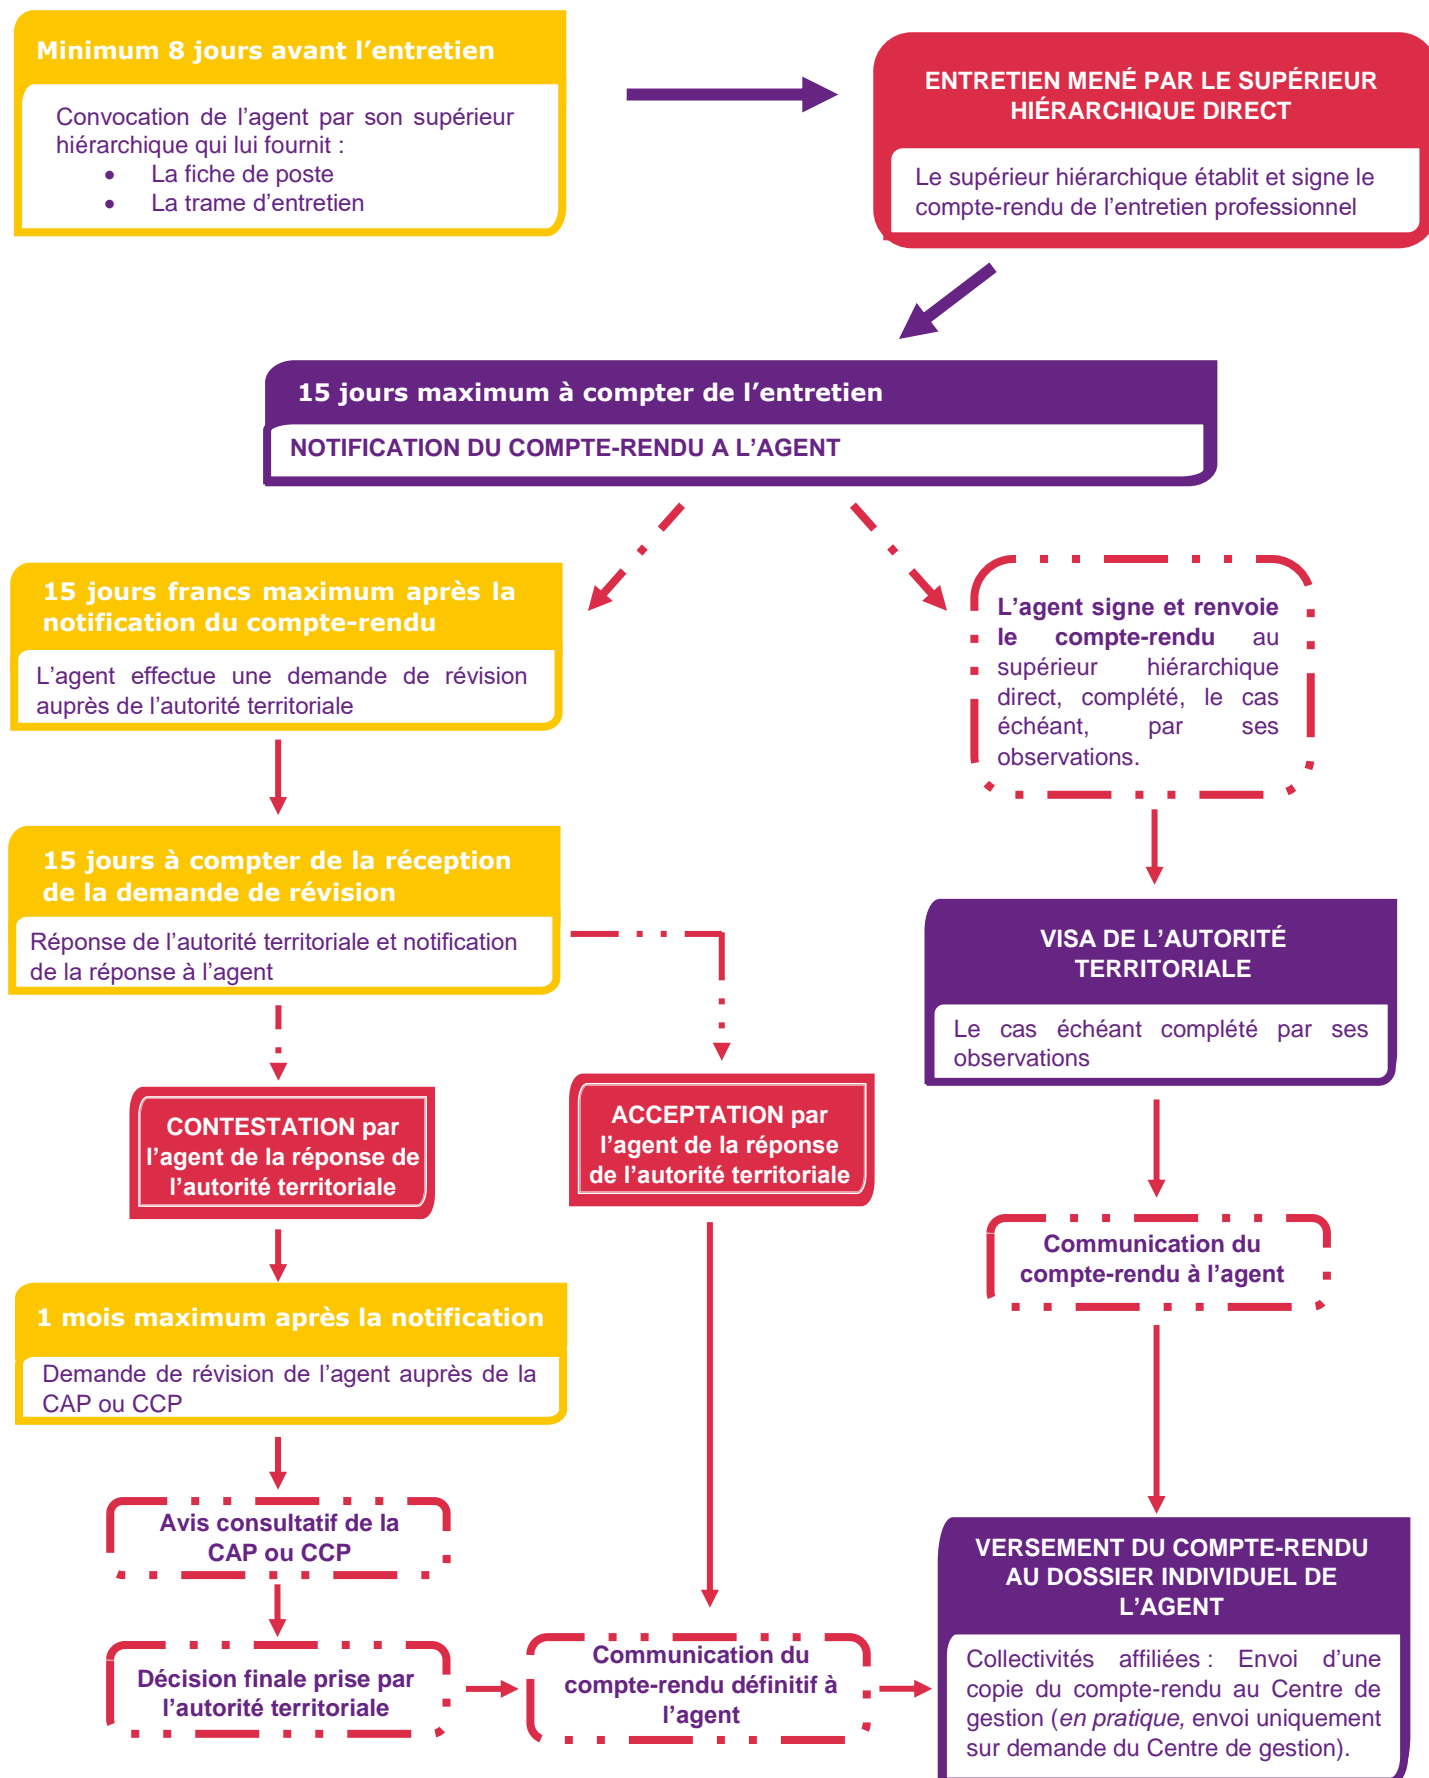 Minimum 8 jours avant l’entretien
Convocation de l’agent par son supérieur
hiérarchique qui lui fournit :
• La fiche de poste
• La trame d’entretien
ENTRETIEN MENÉ PAR LE SUPÉRIEUR
HIÉRARCHIQUE DIRECT
Le supérieur hiérarchique établit et signe le
compte-rendu de l’entretien professionnel
15 jours maximum à compter de l’entretien
NOTIFICATION DU COMPTE-RENDU A L’AGENT
15 jours francs maximum après la
notification du compte-rendu
L’agent effectue une demande de révision
auprès de l’autorité territoriale
L’agent signe et renvoie
le compte-rendu au
supérieur hiérarchique
direct, complété, le cas
échéant, par ses
observations.
15 jours à compter de la réception
de la demande de révision
Réponse de l’autorité territoriale et notification
de la réponse à l’agent
VISA DE L’AUTORITÉ
TERRITORIALE
Le cas échéant complété par ses
observations
CONTESTATION par
l’agent de la réponse de
l’autorité territoriale
ACCEPTATION par
l’agent de la réponse
de l’autorité territoriale
Communication du
compte-rendu à l’agent
1 mois maximum après la notification
Demande de révision de l’agent auprès de la
CAP ou CCP
Avis consultatif de la
CAP ou CCP
Décision finale prise par
l’autorité territoriale
Communication du
compte-rendu définitif à
l’agent
VERSEMENT DU COMPTE-RENDU
AU DOSSIER INDIVIDUEL DE
L’AGENT
Collectivités affiliées : Envoi d’une
copie du compte-rendu au Centre de
gestion (en pratique, envoi uniquement
sur demande du Centre de gestion).